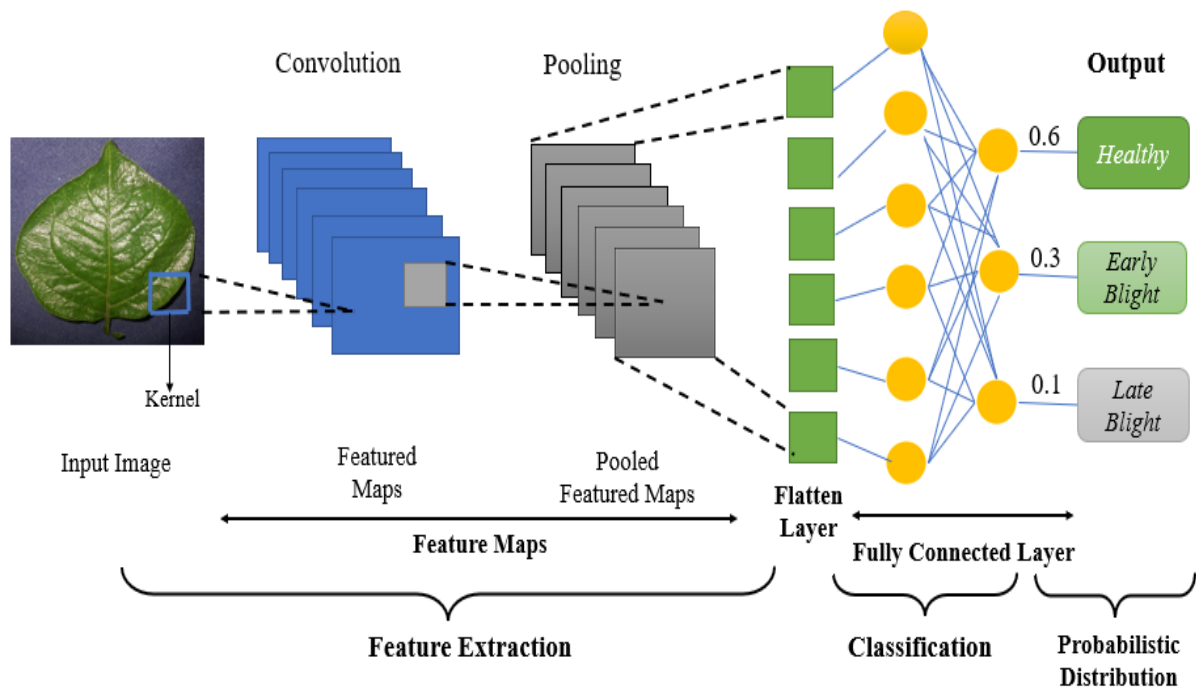 Convolution
Pooling
Output
0.6
Healthy
0.3
Early
Blight
0.1
Late
Blight
Kernel
Input Image
Featured
Maps
Pooled
Featured Maps
Flatten
Layer
Feature Maps
Fully Connected Layer
Feature Extraction
Classification
Probabilistic
Distribution